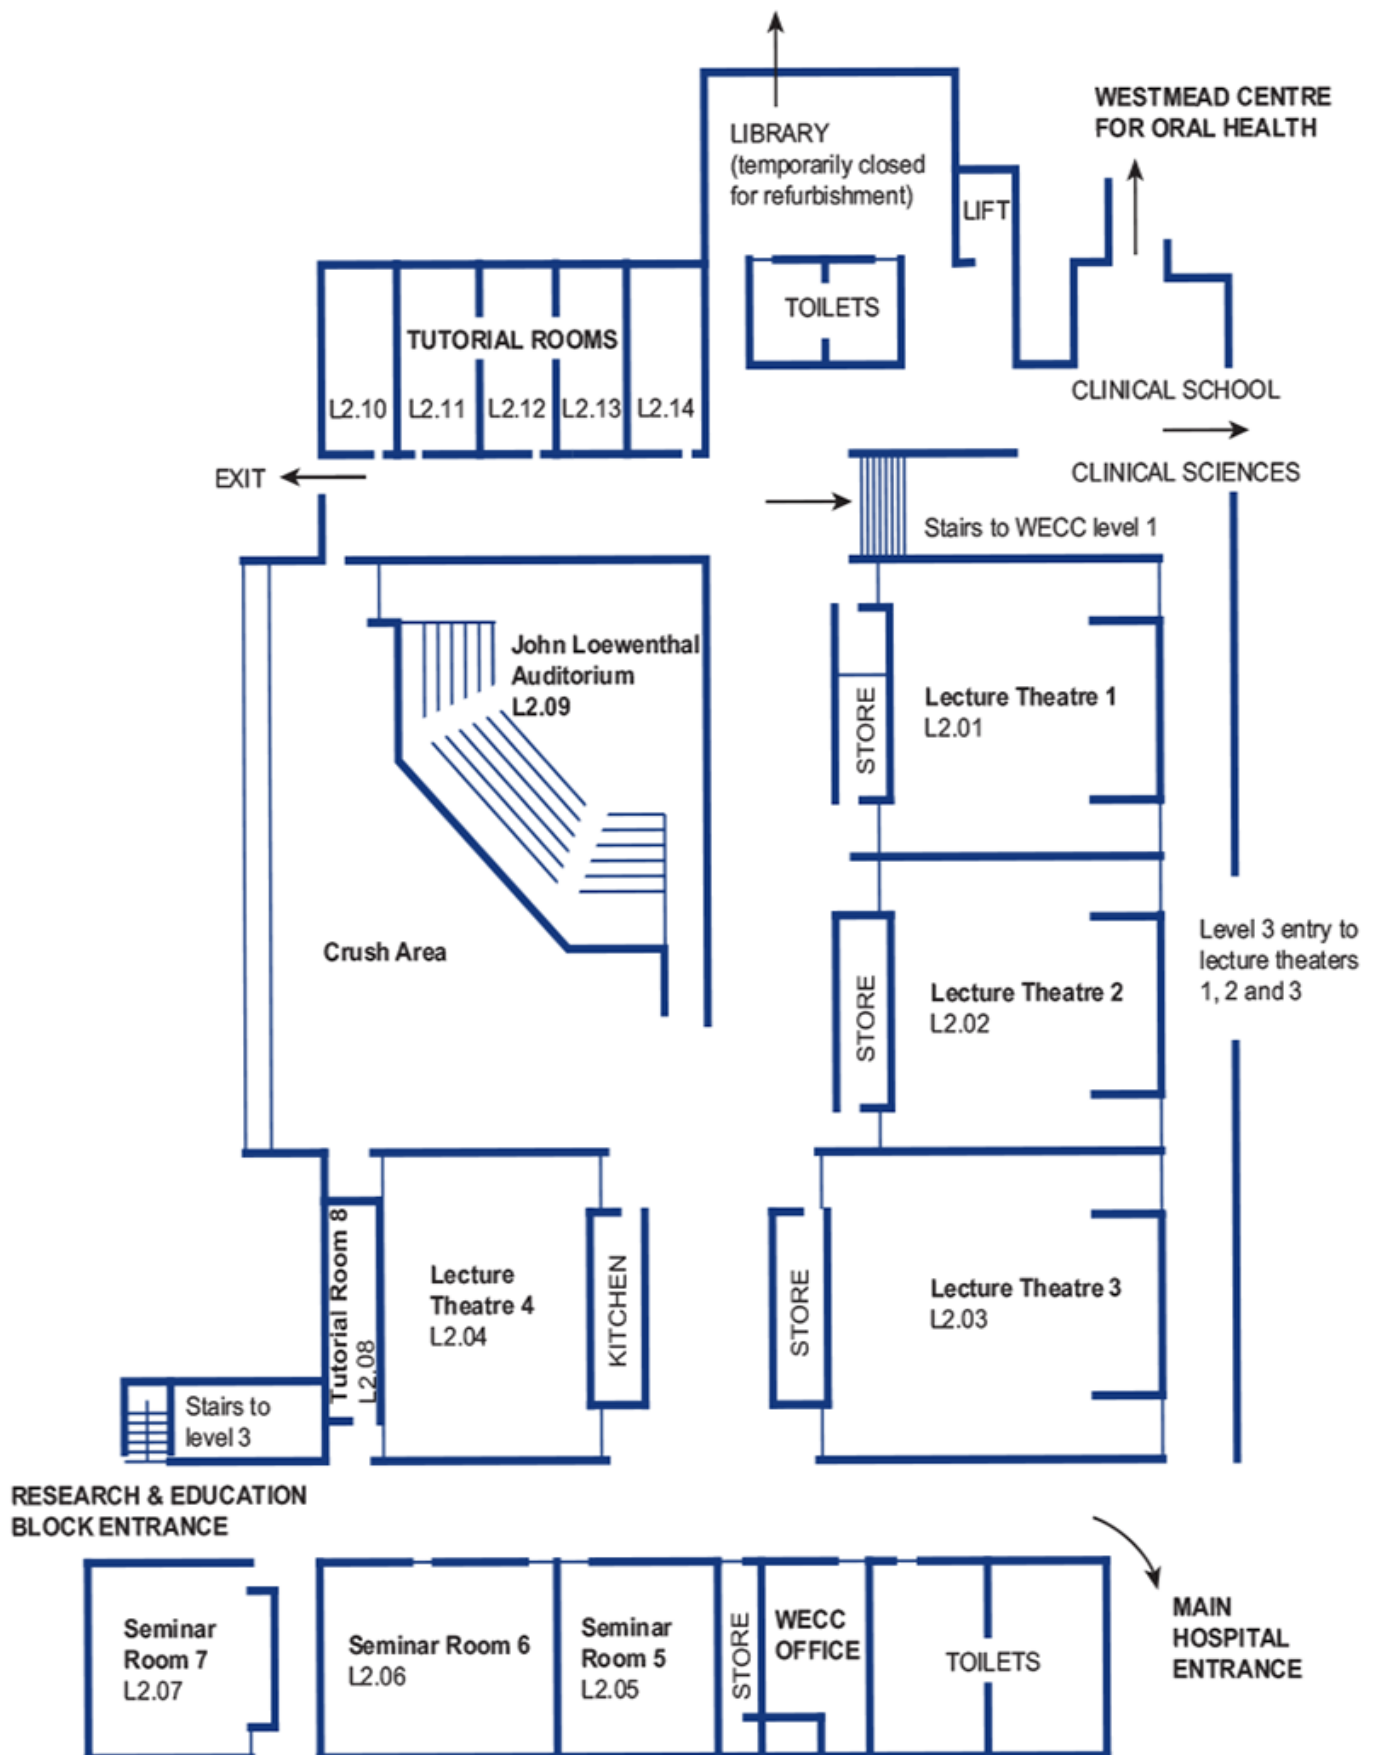 LIBRARY
(temporarily closed
for refurbishment)
WESTMEAD CENTRE
FOR ORAL HEALTH
LIFT
TOILETS
TUTORIAL ROOMS
L2.10
L2.11
L2.12
L2.13
L2.14
CLINICAL SCHOOL
CLINICAL SCIENCES
EXIT
Stairs to WECC level 1
John Loewenthal
Auditorium
L2.09
STORE
Lecture Theatre 1
L2.01
Crush Area
STORE
Lecture Theatre 2
L2.02
Level 3 entry to
lecture theaters
1, 2 and 3
Tutorial Room 8
L2.08
Lecture
Theatre 4
L2.04
KITCHEN
STORE
Lecture Theatre 3
L2.03
Stairs to
level 3
RESEARCH & EDUCATION
BLOCK ENTRANCE
Seminar
Room 7
L2.07
Seminar Room 6
L2.06
Seminar
Room 5
L2.05
STORE
WECC
OFFICE
TOILETS
MAIN
HOSPITAL
ENTRANCE